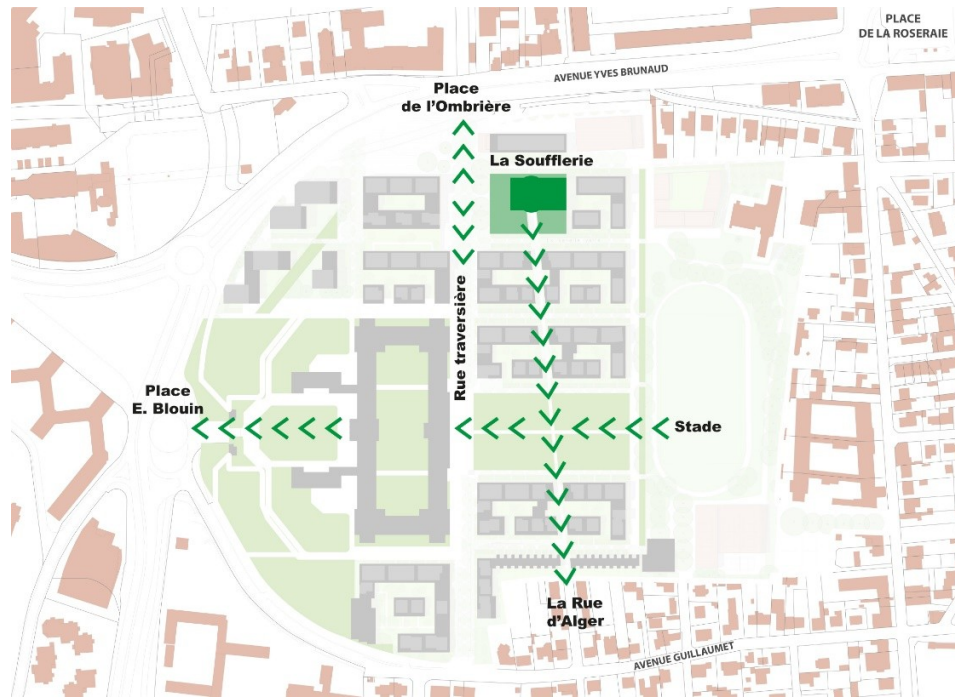 PLACE
DE LA ROSERAIE
AVENUE YVES BRUNAUD
Place
de l'Ombrière
La Soufflerie
Rue traversière
Place
E. Blouin
Stade
La Rue
d'Alger
AVENUE GUILLAUMET